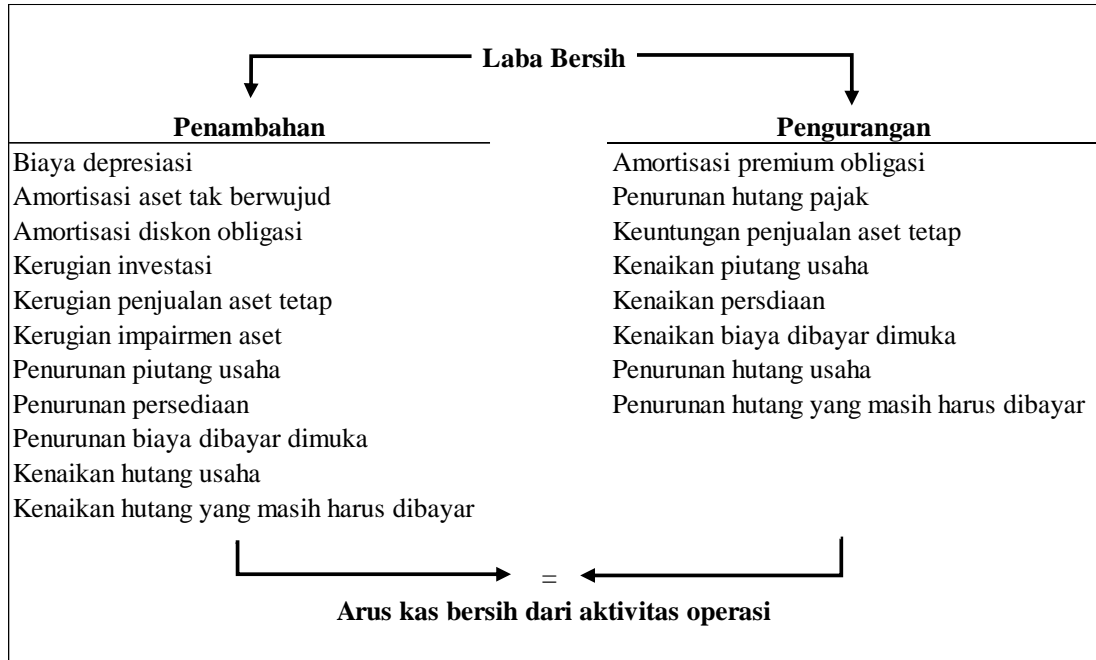 Laba Bersih
Penambahan
Biaya depresiasi
Amortisasi aset tak berwujud
Amortisasi diskon obligasi
Kerugian investasi
Kerugian penjualan aset tetap
Kerugian impairmen aset
Penurunan piutang usaha
Penurunan persediaan
Penurunan biaya dibayar dimuka
Kenaikan hutang usaha
Kenaikan hutang yang masih harus dibayar
Pengurangan
Amortisasi premium obligasi
Penurunan hutang pajak
Keuntungan penjualan aset tetap
Kenaikan piutang usaha
Kenaikan persdiaan
Kenaikan biaya dibayar dimuka
Penurunan hutang usaha
Penurunan hutang yang masih harus dibayar
=
Arus kas bersih dari aktivitas operasi